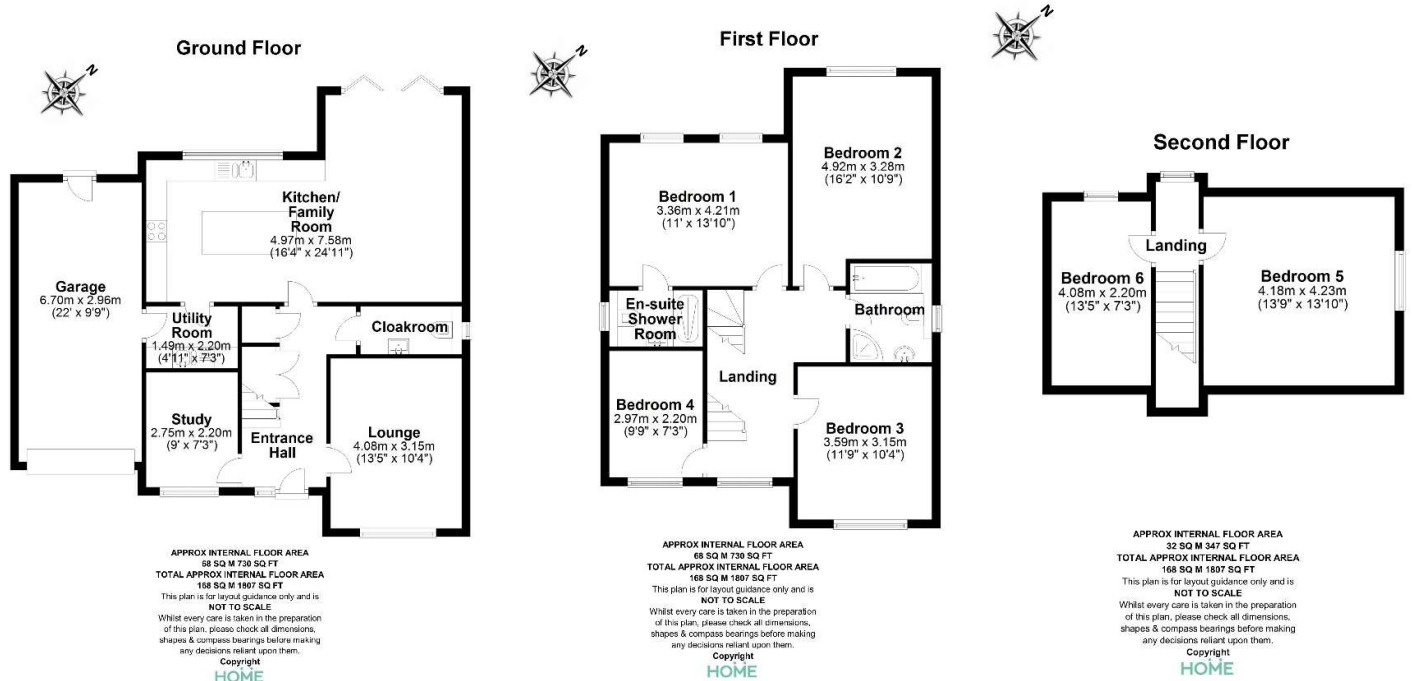 Ground Floor
N
Kitchen/
Family
Room
4.97m x 7.58m
(16'4" x 24'11")
Garage
6.70m x 2.96m
(22' x 9'9")
Utility
Room
1.49m x 2.20m
(4'11" x 7'3")
Cloakroom
Study
2.75m x 2.20m
(9' x 7'3")
Entrance
Hall
Lounge
4.08m x 3.15m
(13'5" x 10'4")
APPROX INTERNAL FLOOR AREA
68 SQ M 730 SQ FT
TOTAL APPROX INTERNAL FLOOR AREA
168 SQ M 1807 SQ FT
This plan is for layout guidance only and is
NOT TO SCALE
Whilst every care is taken in the preparation
of this plan, please check all dimensions,
shapes & compass bearings before making
any decisions reliant upon them.
Copyright
HOME
First Floor
N
Bedroom 2
4.92m x 3.28m
(16'2" x 10'9")
Bedroom 1
3.36m x 4.21m
(11' x 13'10")
En-suite
Shower
Room
Bathroom
Landing
Bedroom 4
2.97m x 2.20m
(9'9" x 7'3")
Bedroom 3
3.59m x 3.15m
(11'9" x 10'4")
APPROX INTERNAL FLOOR AREA
68 SQ M 730 SQ FT
TOTAL APPROX INTERNAL FLOOR AREA
168 SQ M 1807 SQ FT
This plan is for layout guidance only and is
NOT TO SCALE
Whilst every care is taken in the preparation
of this plan, please check all dimensions,
shapes & compass bearings before making
any decisions reliant upon them.
Copyright
HOME
N
Second Floor
Landing
Bedroom 6
4.08m x 2.20m
(13'5" x 7'3")
Bedroom 5
4.18m x 4.23m
(13'9" x 13'10")
APPROX INTERNAL FLOOR AREA
32 SQ M 347 SQ FT
TOTAL APPROX INTERNAL FLOOR AREA
168 SQ M 1807 SQ FT
This plan is for layout guidance only and is
NOT TO SCALE
Whilst every care is taken in the preparation
of this plan, please check all dimensions,
shapes & compass bearings before making
any decisions reliant upon them.
Copyright
HOME